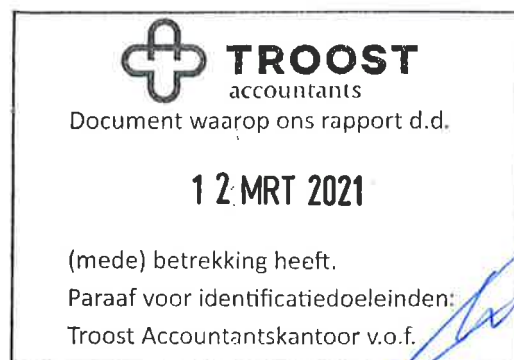 TROOST
accountants
Document waarop ons rapport d.d.
12 MRT 2021
(mede) betrekking heeft.
Paraaf voor identificatiedoeleinden:
Troost Accountantskantoor v.o.f.